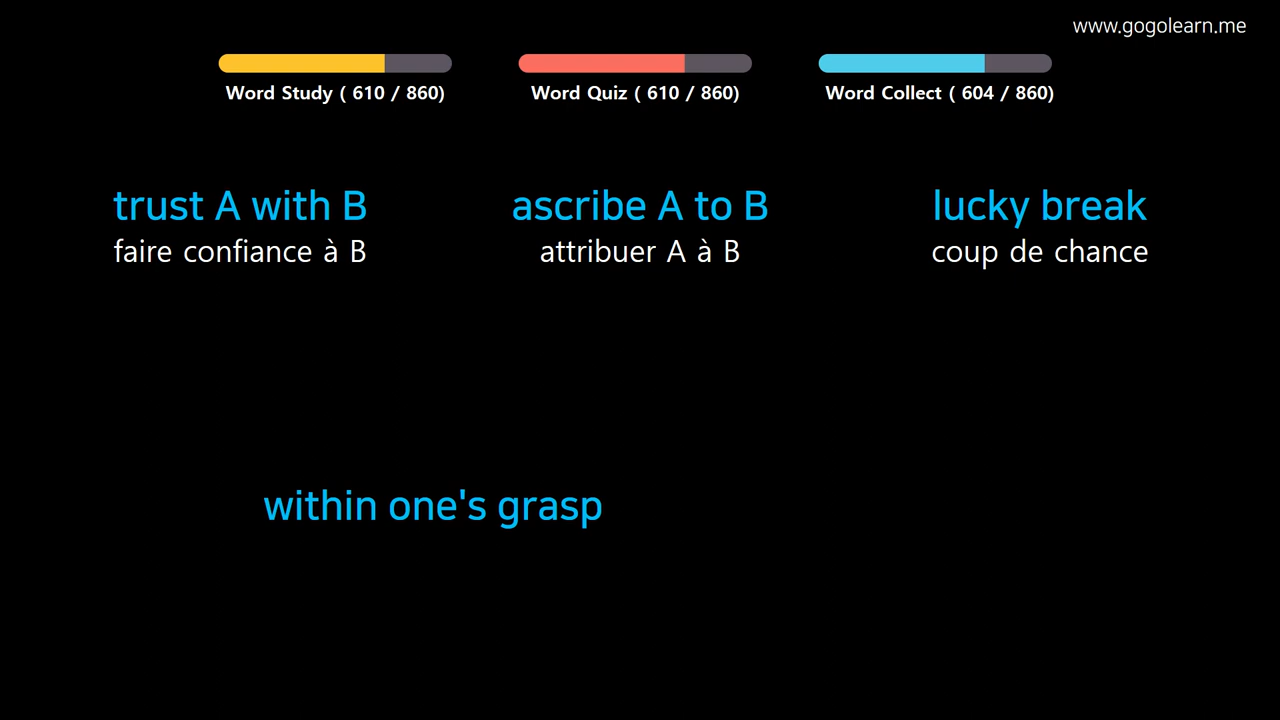 www.gogolearn.me
Word Study ( 610 / 860)
Word Quiz ( 610 / 860)
Word Collect ( 604 / 860)
trust A with B
faire confiance à B
ascribe A to B
attribuer A à B
lucky break
coup de chance
within one's grasp